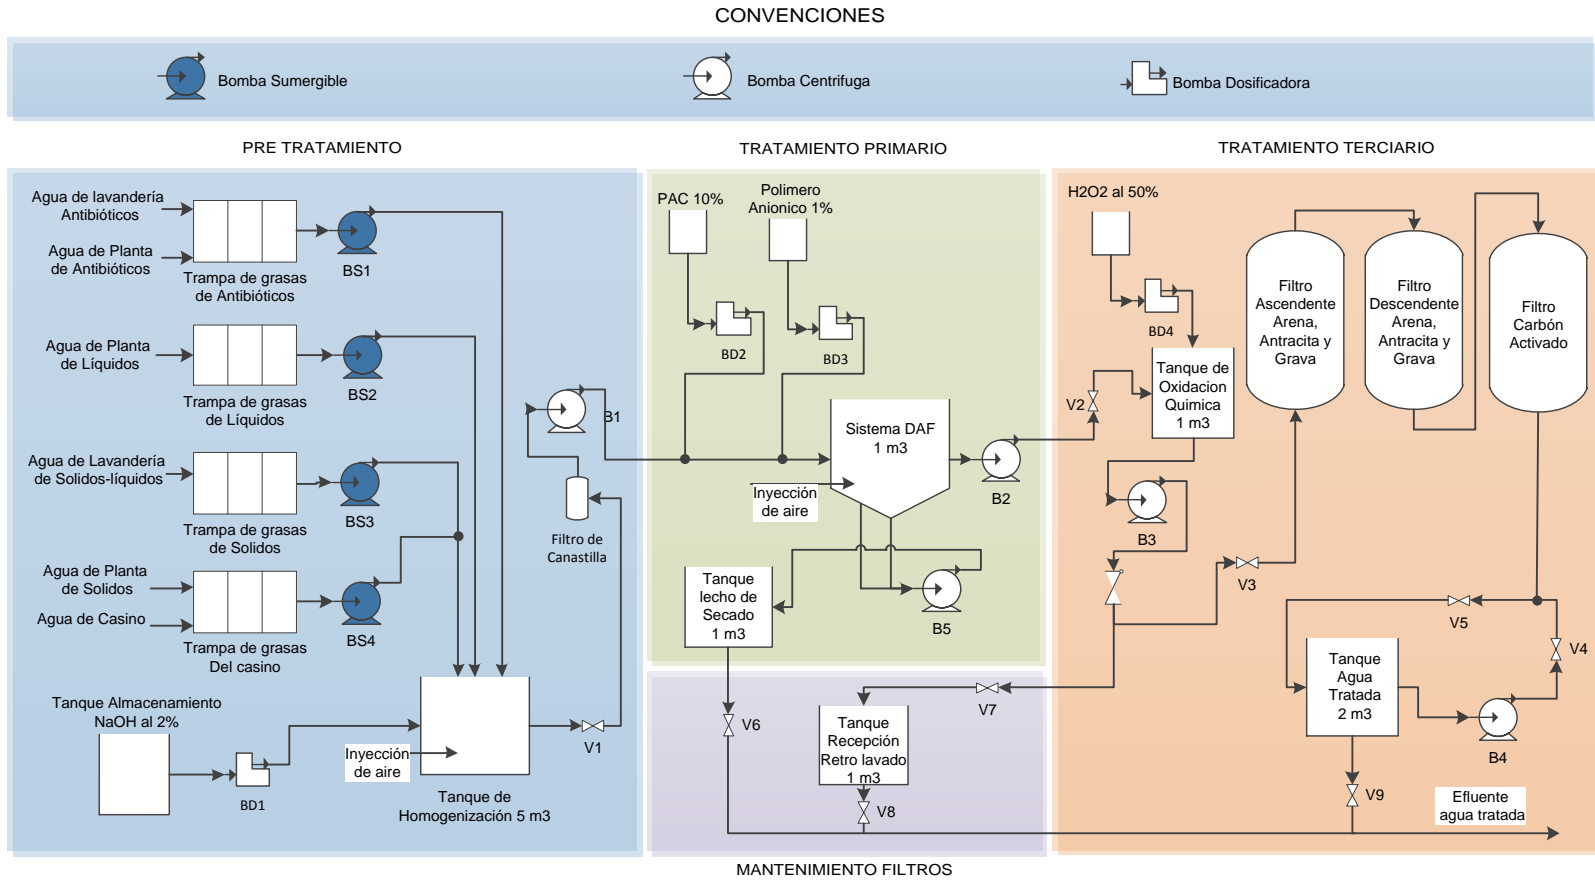 CONVENCIONES
Bomba Sumergible
Bomba Centrifuga
Bomba Dosificadora
PRE TRATAMIENTO
Agua de lavandería
Antibióticos
Agua de Planta
de Antibióticos
Trampa de grasas
de Antibióticos
BS1
Agua de Planta
de Líquidos
Trampa de grasas
de Líquidos
BS2
Agua de Lavandería
de Solidos-líquidos
Trampa de grasas
de Solidos
BS3
Agua de Planta
de Solidos
Agua de Casino
Trampa de grasas
Del casino
BS4
Tanque Almacenamiento
NaOH al 2%
BD1
Inyección
de aire
Tanque de
Homogenización 5 m3
V1
Filtro de
Canastilla
B1
TRATAMIENTO PRIMARIO
PAC 10%
Polimero
Anionico 1%
BD2
BD3
Sistema DAF
1 m3
Inyección
de aire
B2
Tanque
lecho de
Secado
1 m3
B5
TRATAMIENTO TERCIARIO
H2O2 al 50%
BD4
V2
Tanque de
Oxidacion
Quimica
1 m3
B3
V3
Filtro
Ascendente
Arena,
Antracita y
Grava
Filtro
Descendente
Arena,
Antracita y
Grava
Filtro
Carbón
Activado
V5
V4
Tanque
Agua
Tratada
2 m3
B4
V9
Efluente
agua tratada
V6
V7
Tanque
Recepción
Retro lavado
1 m3
V8
MANTENIMIENTO FILTROS